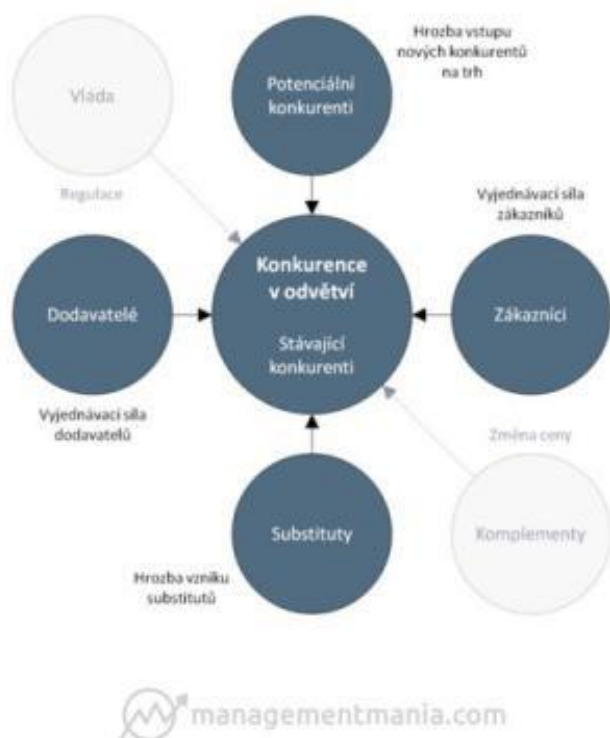 Hrozba vstupu
nových konkurentů
na trh
Potenciální
konkurenti
Vláda
Regulace
Vyjednávací síla
zákazníků
Konkurence
v odvětví
Dodavatelé
Zákazníci
Stávající
konkurenti
Vyjednávací síla
dodavatelů
Změna ceny
Substituty
Komplementy
Hrozba vzniku
substitutů
managementmania.com